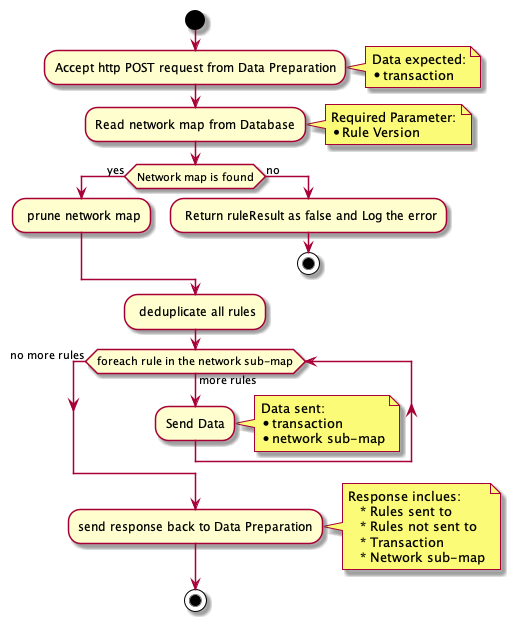 Accept http POST request from Data Preparation
Data expected:
• transaction
Read network map from Database
Required Parameter:
• Rule Version
yes
Network map is found
no
prune network map
Return ruleResult as false and Log the error
deduplicate all rules
no more rules
foreach rule in the network sub-map
more rules
Send Data
Data sent:
• transaction
• network sub-map
send response back to Data Preparation
Response inclues:
* Rules sent to
* Rules not sent to
* Transaction
* Network sub-map